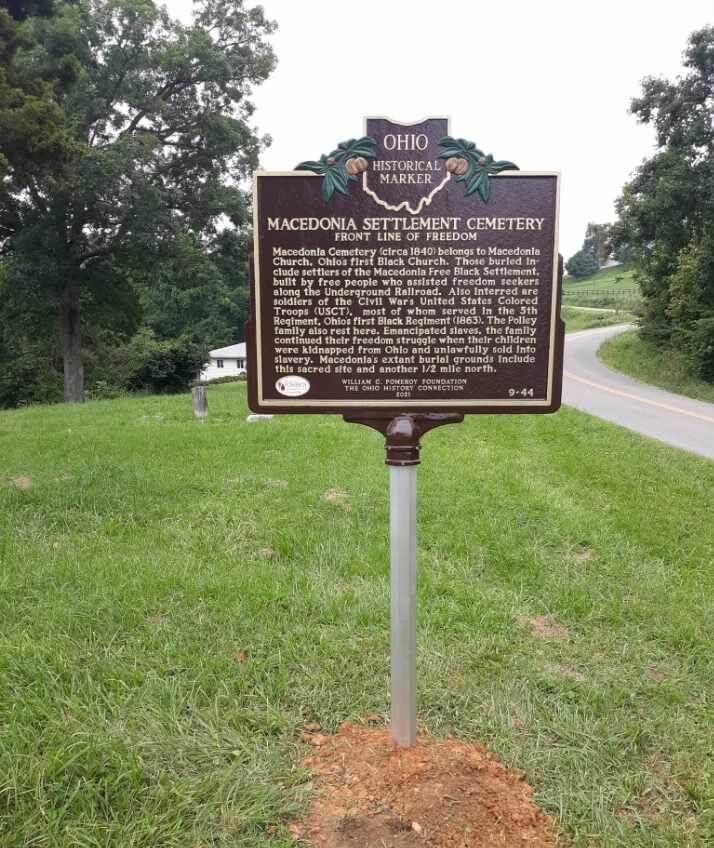 OHIO
HISTORICAL
MARKER
MACEDONIA SETTLEMENT CEMETERY
FRONT LINE OF FREEDOM
Macedonia Cemetery (circa 1840) belongs to Macedonia
Church, Ohio's first Black Church. Those buried in-
clude settlers of the Macedonia Free Black Settlement,
built by free people who assisted freedom seekers
along the Underground Railroad. Also interred are
soldiers of the Civil War's United States Colored
Troops (USCT), most of whom served in the 5th
Regiment, Ohio's first Black Regiment (1863). The Polley
family also rest here. Emancipated slaves, the family
continued their freedom struggle when their children
were kidnapped from Ohio and unlawfully sold into
slavery. Macedonia's extant burial grounds include
this sacred site and another 1/2 mile north.
WILLIAM G. POMEROY FOUNDATION
THE OHIO HISTORY CONNECTION
2021
9-44